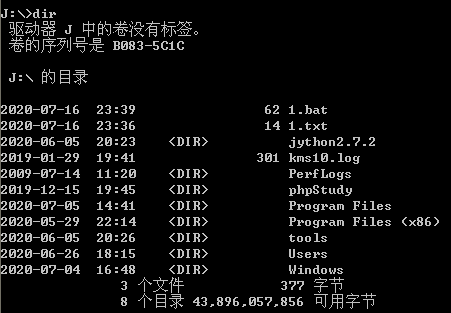 J:\>dir
驱动器 J 中的卷没有标签。
卷的序列号是 B083-5C1C
J:\ 的目录
2020-07-16 23:39 62 1.bat
2020-07-16 23:36 14 1.txt
2020-06-05 20:23 <DIR> jython2.7.2
2019-01-29 19:41 301 kms10.log
2009-07-14 11:20 <DIR> PerfLogs
2019-12-15 19:45 <DIR> phpStudy
2020-07-05 14:41 <DIR> Program Files
2020-05-29 22:14 <DIR> Program Files (x86)
2020-06-05 20:26 <DIR> tools
2020-06-26 18:15 <DIR> Users
2020-07-04 16:48 <DIR> Windows
3 个文件 377 字节
8 个目录 43,896,057,856 可用字节